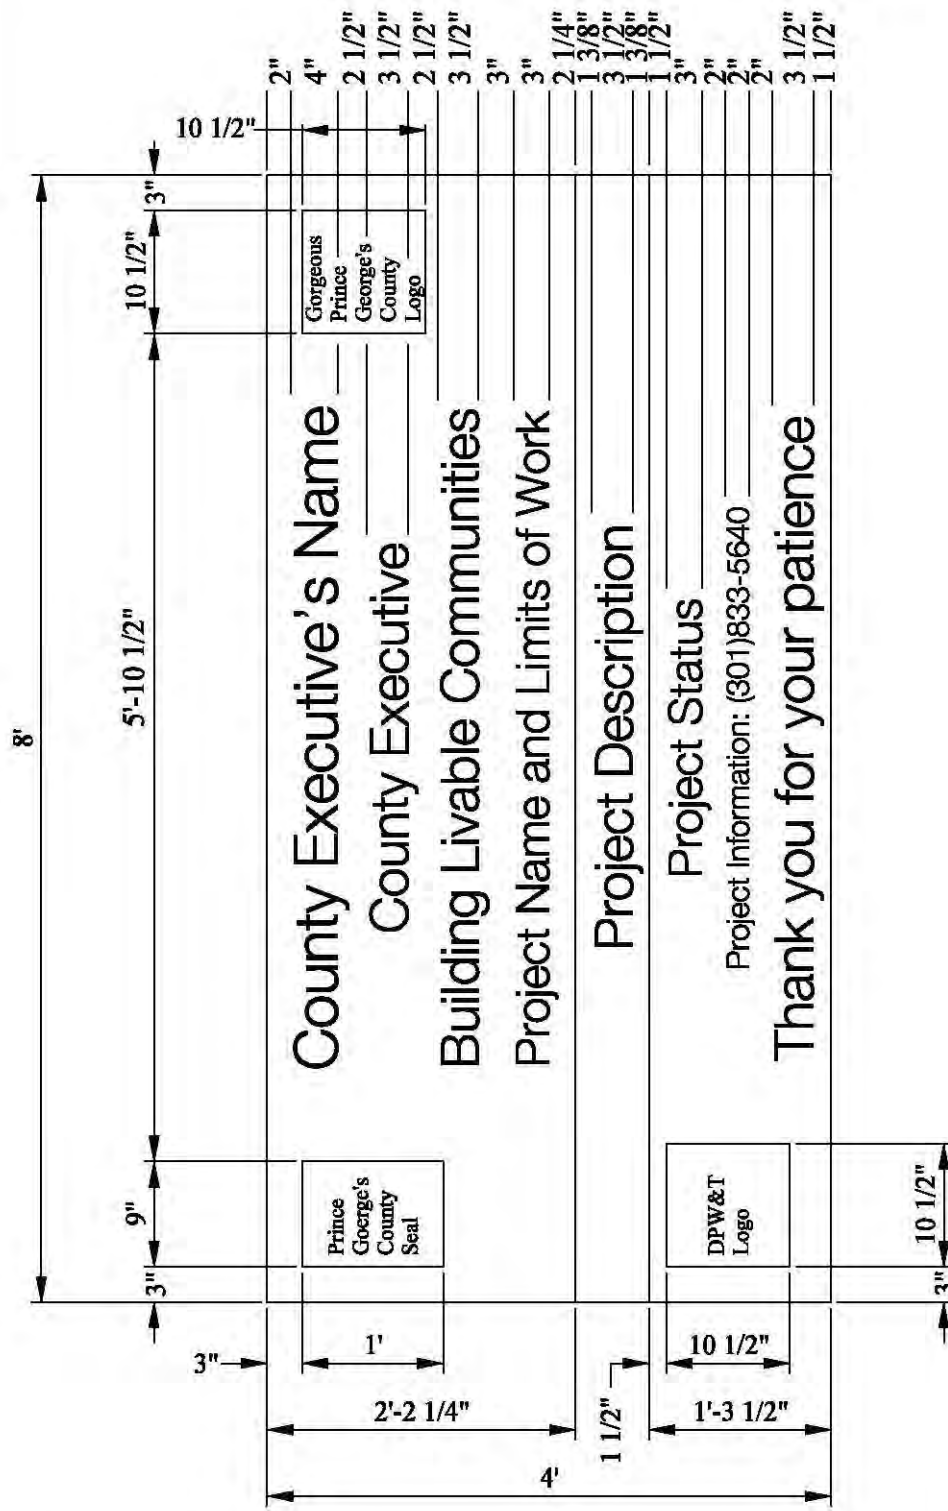 8'
3"
9"
5'-10 1/2"
10 1/2"
3"
3"
10 1/2"
County Executive's Name
County Executive
Building Livable Communities
Project Name and Limits of Work
Project Description
Project Status
Project Information: (301)833-5640
Thank you for your patience
Prince
Goerge's
County
Seal
Gorgeous
Prince
George's
County
Logo
DPW&T
Logo
2"
4"
2 1/2"
3 1/2"
2 1/2"
3 1/2"
3"
3"
2 1/4"
1 3/8"
3 1/2"
1 3/8"
1 1/2"
3"
2"
2"
2"
3 1/2"
1 1/2"
1'
2'-2 1/4"
1 1/2"
10 1/2"
1'-3 1/2"
4'
3"
10 1/2"